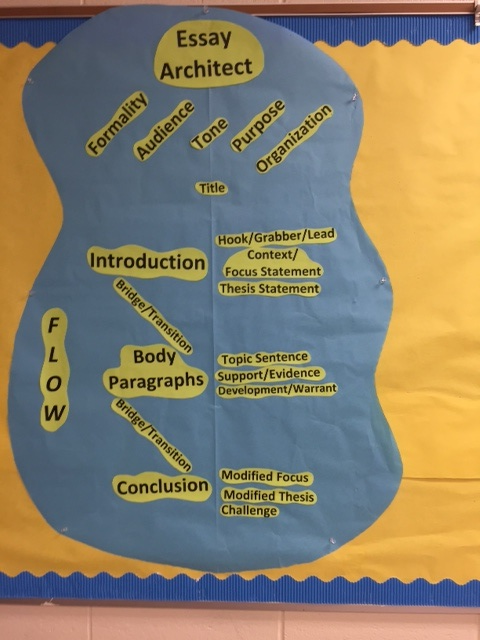 Essay
Architect
Formality
Audience
Tone
Purpose
Organization
Title
Introduction
Hook/Grabber/Lead
Context/
Focus Statement
Thesis Statement
Bridge/Transition
FLOW
Body
Paragraphs
Topic Sentence
Support/Evidence
Development/Warrant
Bridge/Transition
Conclusion
Modified Focus
Modified Thesis
Challenge